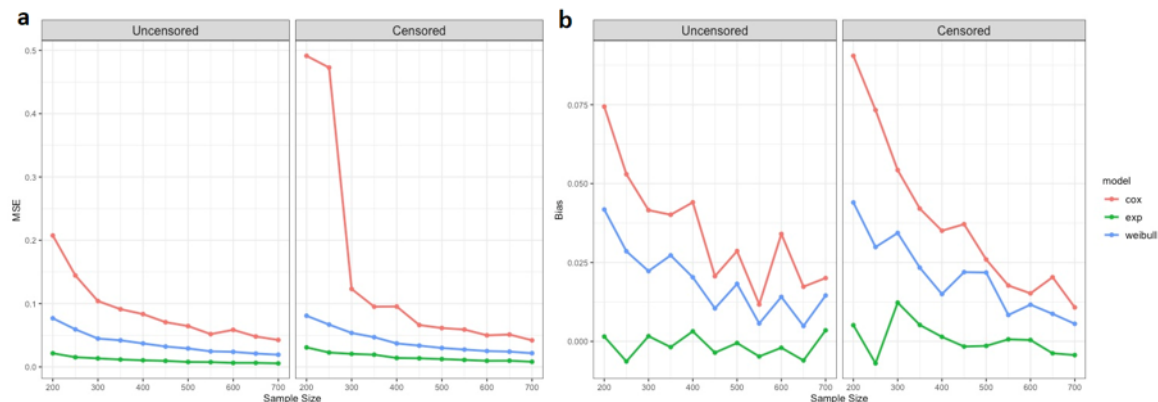 a
Uncensored
Censored
MSE
0.5
0.4
0.3
0.2
0.1
0.0
200 300 400 500 600 700 200 300 400 500 600 700
Sample Size
b
Uncensored
Censored
Bias
0.075
0.050
0.025
0.000
200 300 400 500 600 700 200 300 400 500 600 700
Sample Size
model
cox
exp
weibull